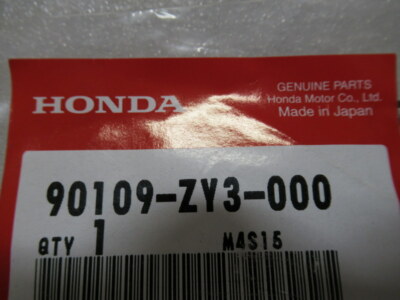 HONDA
GENUINE PARTS
Honda Motor Co., Ltd.
Made in Japan
90109-ZY3-000
QTY 1 M4S15